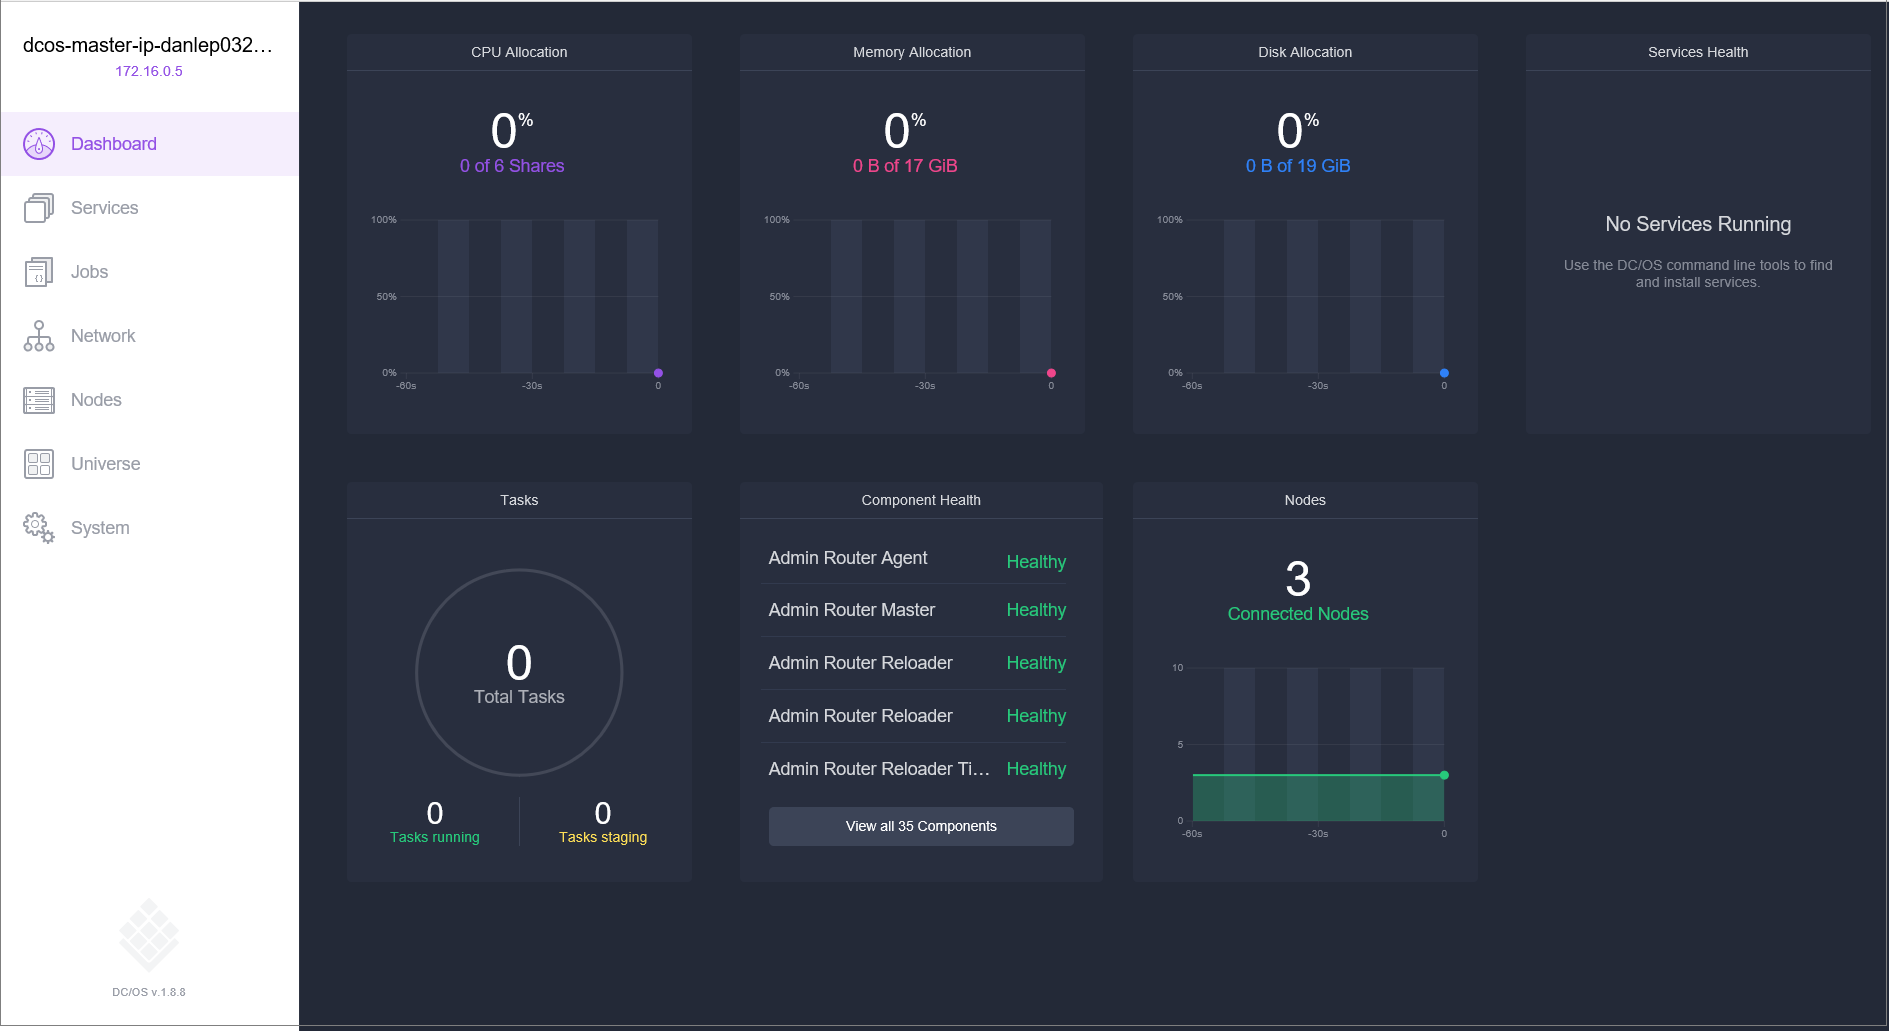 dcos-master-ip-danlep032…
172.16.0.5
Dashboard
Services
Jobs
Network
Nodes
Universe
System
DC/OS v.1.8.8
CPU Allocation
0%
0 of 6 Shares
100%
50%
0%
-60s
-30s
0
Memory Allocation
0%
0 B of 17 GiB
100%
50%
0%
-60s
-30s
0
Disk Allocation
0%
0 B of 19 GiB
100%
50%
0%
-60s
-30s
0
Services Health
No Services Running
Use the DC/OS command line tools to find
and install services.
Tasks
0
Total Tasks
0
Tasks running
0
Tasks staging
Component Health
Admin Router Agent Healthy
Admin Router Master Healthy
Admin Router Reloader Healthy
Admin Router Reloader Healthy
Admin Router Reloader Ti… Healthy
View all 35 Components
Nodes
3
Connected Nodes
10
5
0
-60s
-30s
0